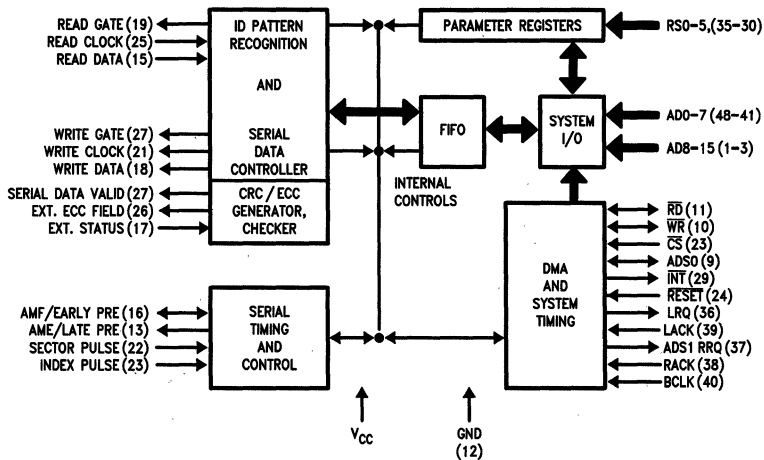 READ GATE (19)
READ CLOCK (25)
READ DATA (15)
WRITE GATE (27)
WRITE CLOCK (21)
WRITE DATA (18)
SERIAL DATA VALID (27)
EXT. ECC FIELD (26)
EXT. STATUS (17)
AMF/EARLY PRE (16)
AME/LATE PRE (13)
SECTOR PULSE (22)
INDEX PULSE (23)
ID PATTERN
RECOGNITION
AND
SERIAL
DATA
CONTROLLER
CRC/ECC
GENERATOR,
CHECKER
SERIAL
TIMING
AND
CONTROL
PARAMETER REGISTERS
FIFO
INTERNAL
CONTROLS
SYSTEM
I/O
DMA
AND
SYSTEM
TIMING
RS0-5,(35-30)
AD0-7 (48-41)
AD8-15 (1-3)
RD (11)
WR (10)
CS (23)
ADS0 (9)
INT (29)
RESET (24)
LRQ (36)
LACK (39)
ADS1 RRQ (37)
RACK (38)
BCLK (40)
VCC
GND
(12)